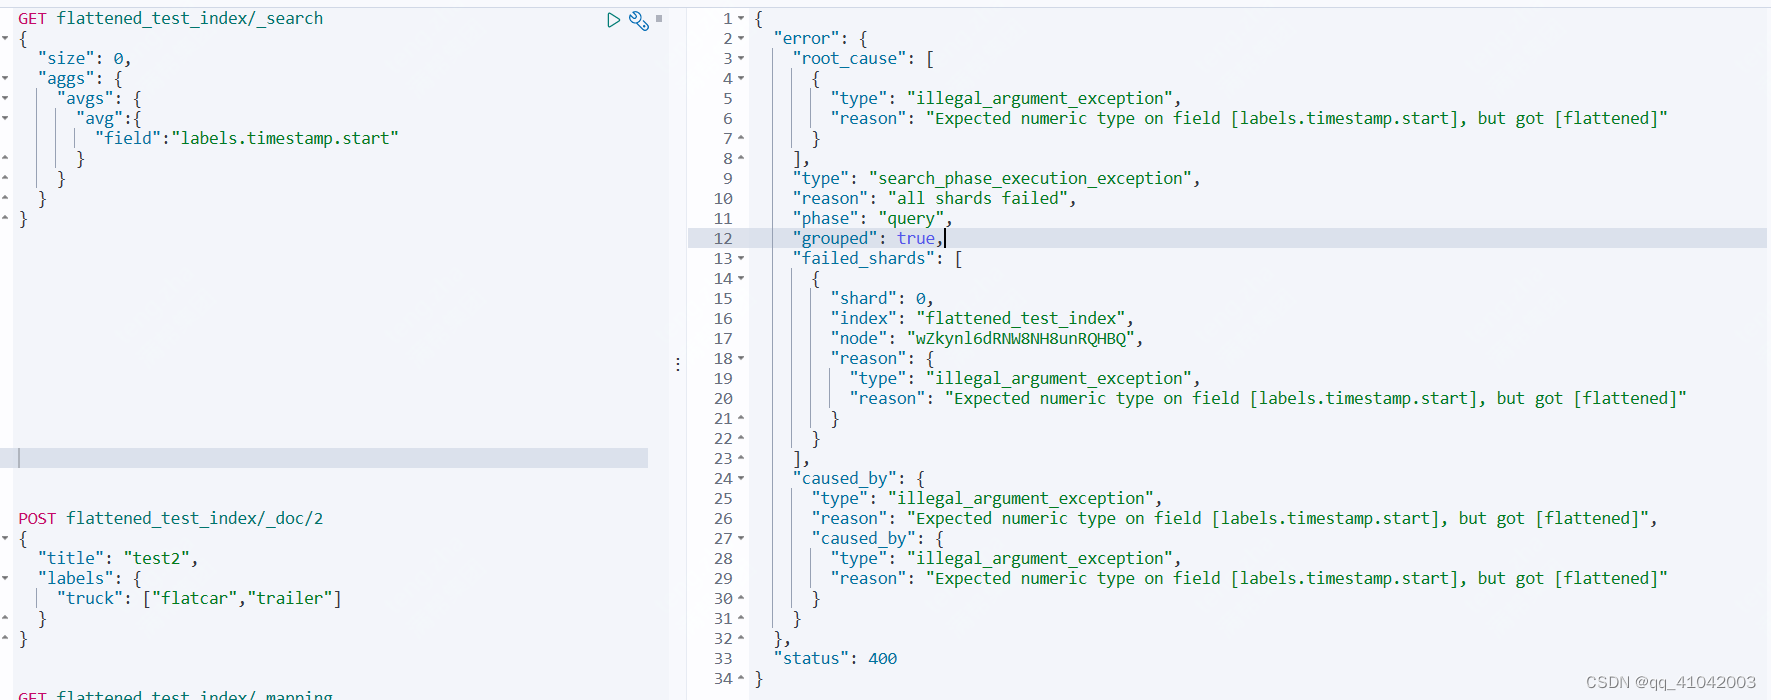 GET flattened_test_index/_search
{
  "size": 0,
  "aggs": {
    "avgs": {
      "avg":{
        "field":"labels.timestamp.start"
      }
    }
  }
}
POST flattened_test_index/_doc/2
{
  "title": "test2",
  "labels": {
    "truck": ["flatcar","trailer"]
  }
}
GET flattened_test_index/_mapping
1 {
2   "error": {
3     "root_cause": [
4       {
5         "type": "illegal_argument_exception",
6         "reason": "Expected numeric type on field [labels.timestamp.start], but got [flattened]"
7       }
8     ],
9     "type": "search_phase_execution_exception",
10     "reason": "all shards failed",
11     "phase": "query",
12     "grouped": true,
13     "failed_shards": [
14       {
15         "shard": 0,
16         "index": "flattened_test_index",
17         "node": "wZkynl6dRNW8NH8unRQHBQ",
18         "reason": {
19           "type": "illegal_argument_exception",
20           "reason": "Expected numeric type on field [labels.timestamp.start], but got [flattened]"
21         }
22       }
23     ],
24     "caused_by": {
25       "type": "illegal_argument_exception",
26       "reason": "Expected numeric type on field [labels.timestamp.start], but got [flattened]",
27       "caused_by": {
28         "type": "illegal_argument_exception",
29         "reason": "Expected numeric type on field [labels.timestamp.start], but got [flattened]"
30       }
31     }
32   },
33   "status": 400
34 }
CSDN @qq_41042003